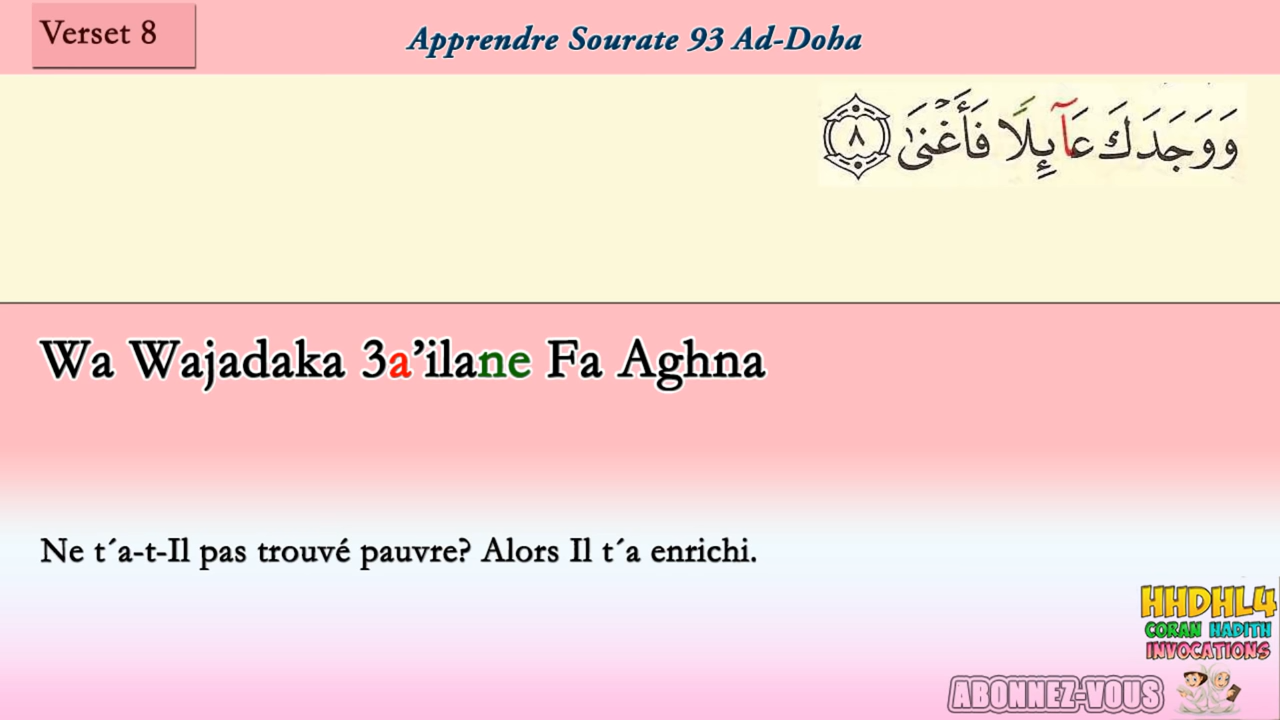 Verset 8
Apprendre Sourate 93 Ad-Doha
وَوَجَدَكَ عَآئِلًا فَأَغْنَىٰ ٨
Wa Wajadaka 3a’ilane Fa Aghna
Ne t´a-t-Il pas trouvé pauvre? Alors Il t´a enrichi.
HHDHL4
CORAN HADITH
INVOCATIONS
ABONNEZ-VOUS